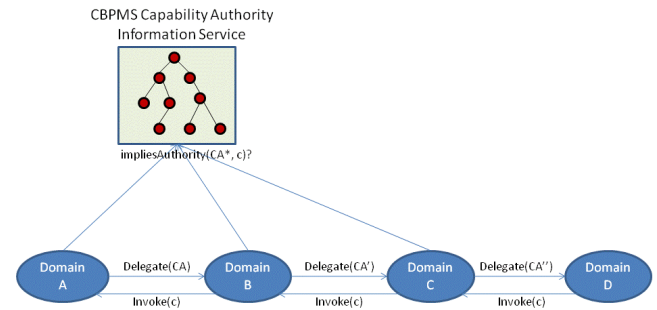 CBPMS Capability Authority
Information Service
impliesAuthority(CA*, c)?
Domain
A
Delegate(CA)
Invoke(c)
Domain
B
Delegate(CA')
Invoke(c)
Domain
C
Delegate(CA'')
Invoke(c)
Domain
D